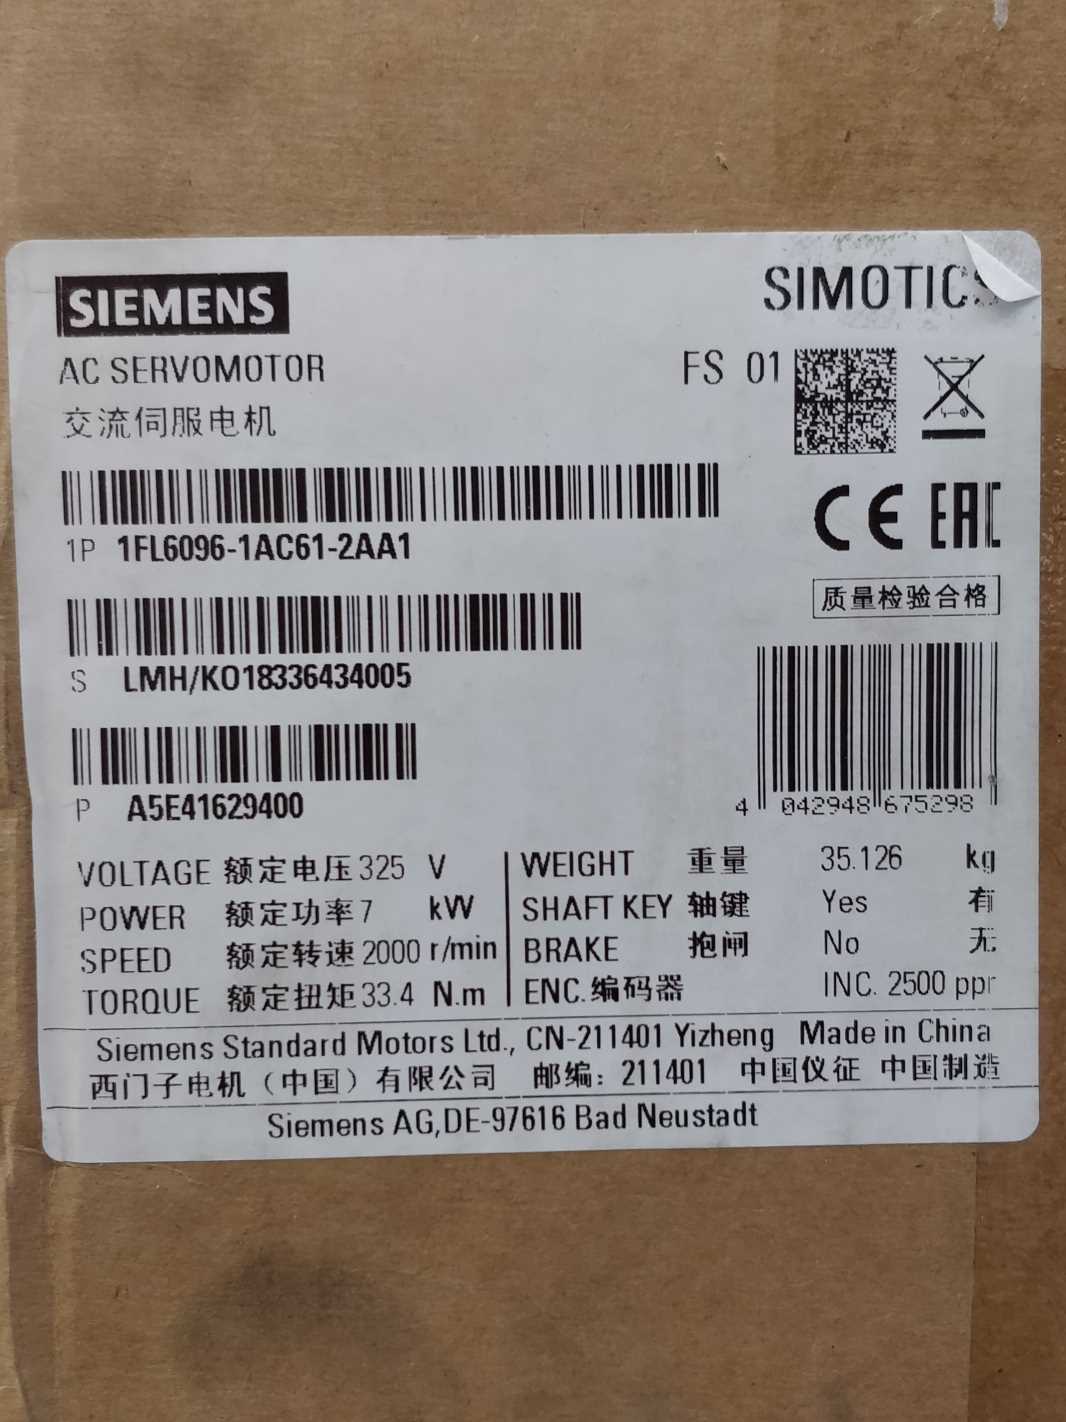 SIEMENS
SIMOTICS
AC SERVOMOTOR
FS 01
交流伺服电机
CE EAC
1P 1FL6096-1AC61-2AA1
质量检验合格
S LMH/KO18336434005
P A5E41629400
4 042948 675298
VOLTAGE 额定电压 325 V
POWER 额定功率 7 kW
SPEED 额定转速 2000 r/min
TORQUE 额定扭矩 33.4 N.m
WEIGHT 重量 35.126 kg
SHAFT KEY 轴键 Yes 有
BRAKE 抱闸 No 无
ENC.编码器 INC. 2500 ppr
Siemens Standard Motors Ltd., CN-211401 Yizheng Made in China
西门子电机（中国）有限公司 邮编：211401 中国仪征 中国制造
Siemens AG,DE-97616 Bad Neustadt